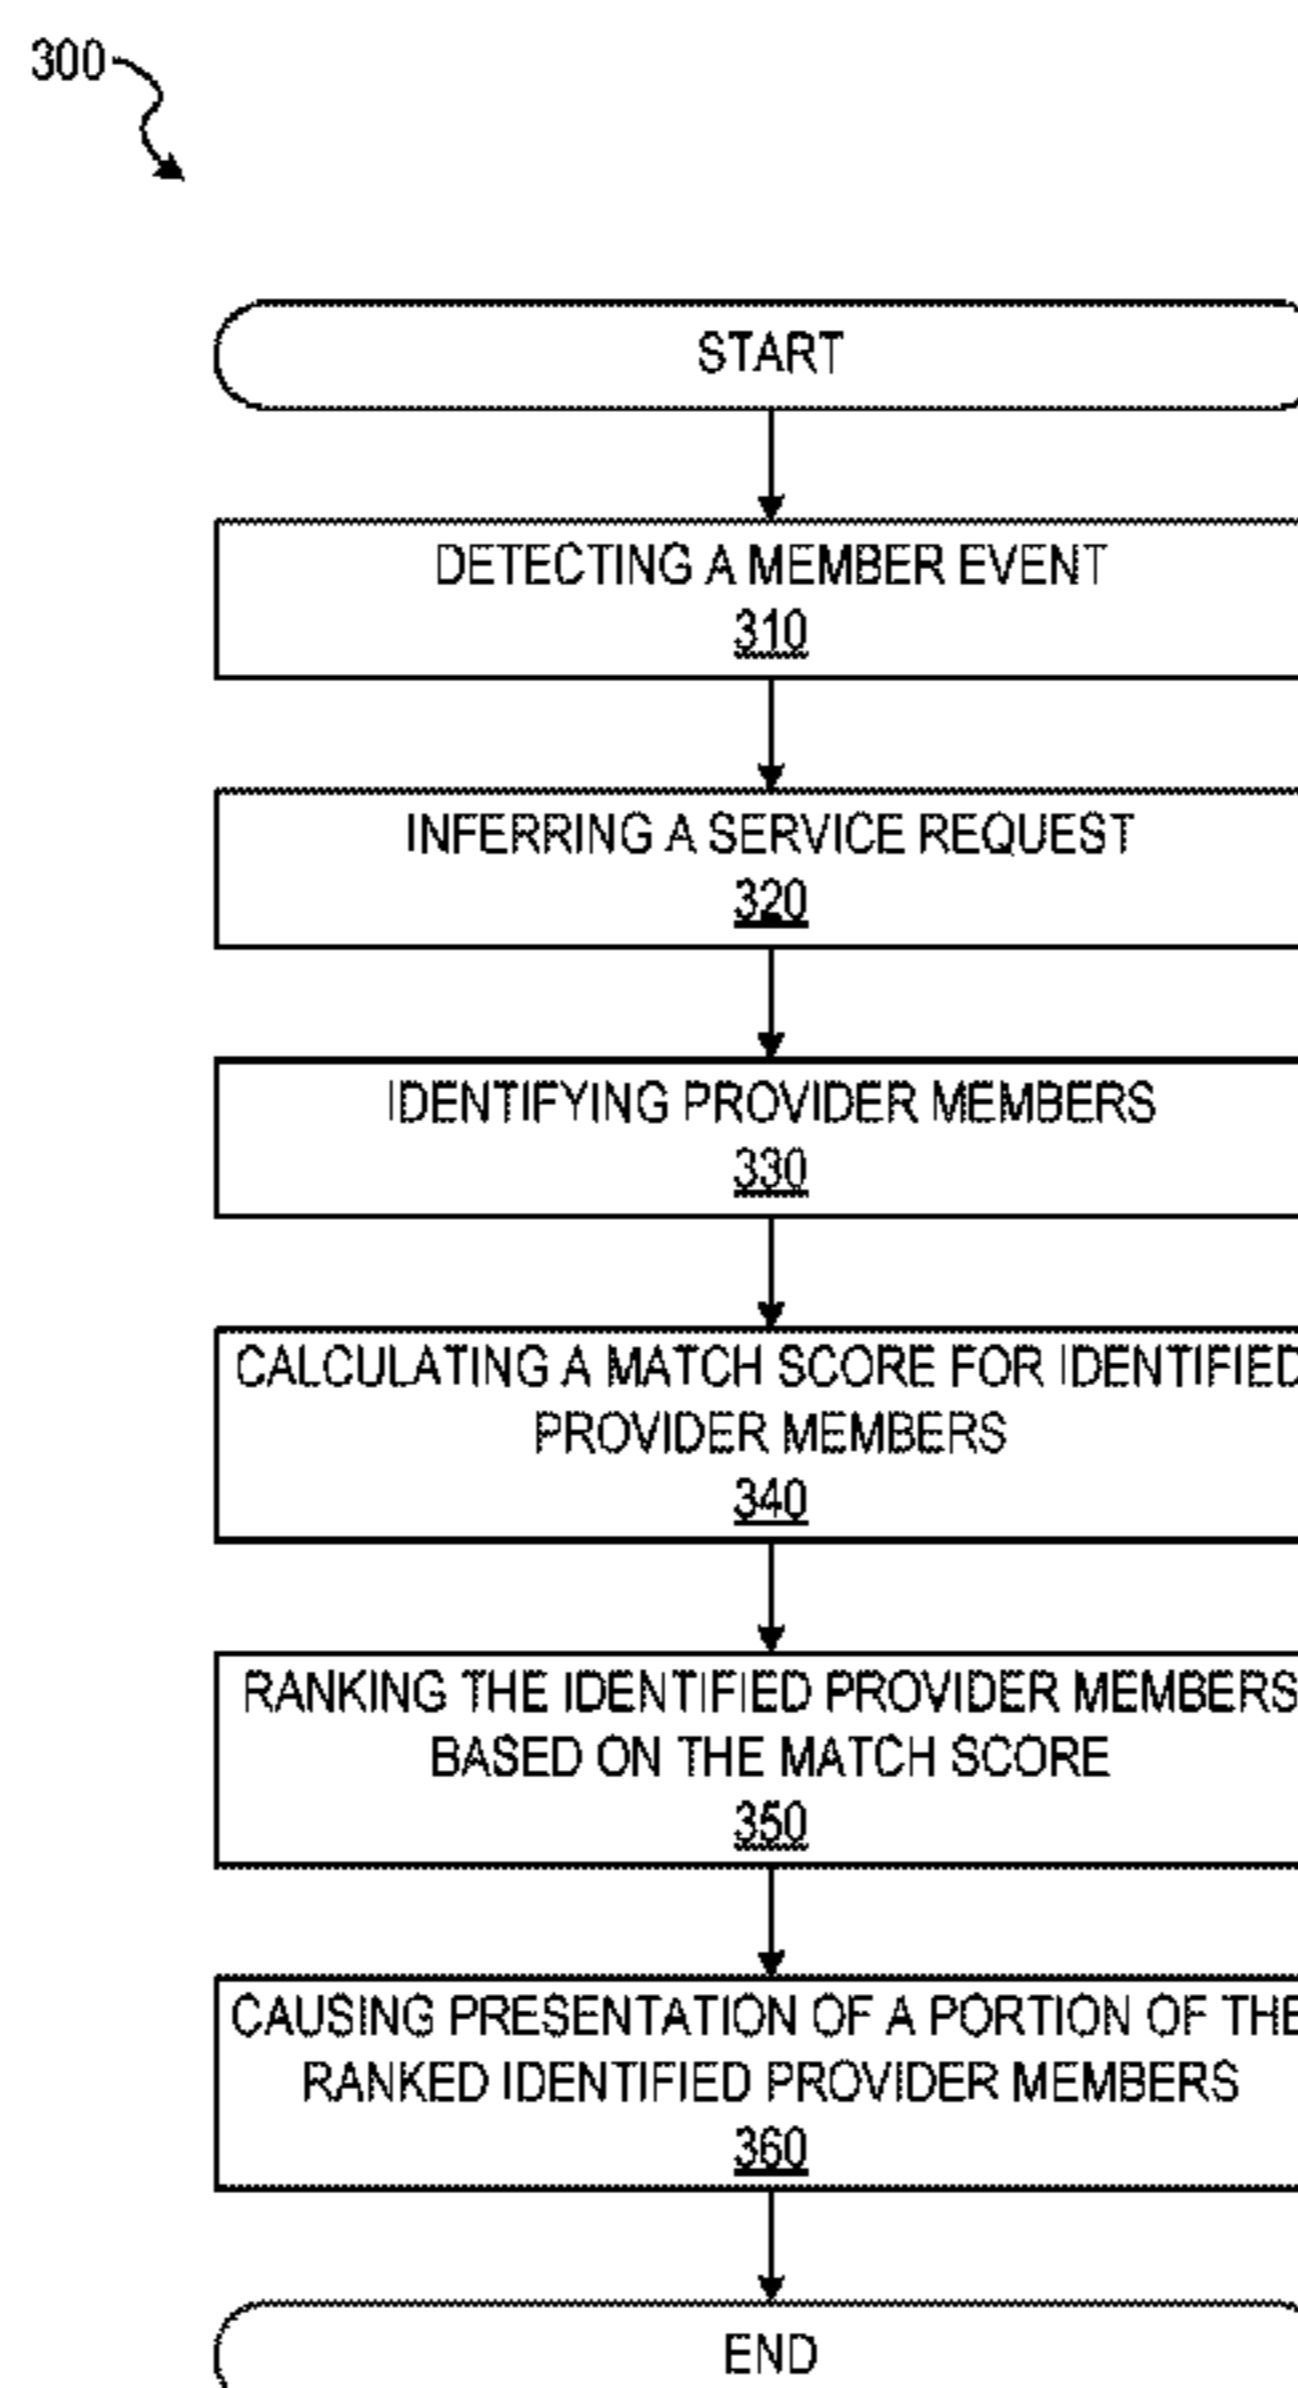 300
START
DETECTING A MEMBER EVENT
310
INFERRING A SERVICE REQUEST
320
IDENTIFYING PROVIDER MEMBERS
330
CALCULATING A MATCH SCORE FOR IDENTIFIED
PROVIDER MEMBERS
340
RANKING THE IDENTIFIED PROVIDER MEMBERS
BASED ON THE MATCH SCORE
350
CAUSING PRESENTATION OF A PORTION OF THE
RANKED IDENTIFIED PROVIDER MEMBERS
360
END